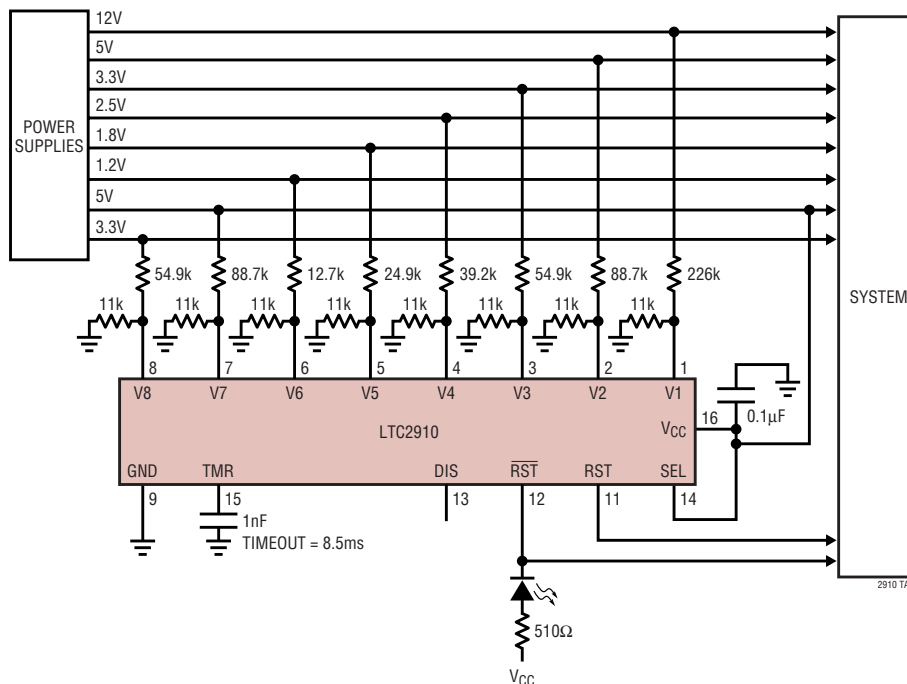 12V
5V
3.3V
2.5V
1.8V
1.2V
5V
3.3V
POWER
SUPPLIES
SYSTEM
54.9k
88.7k
12.7k
24.9k
39.2k
54.9k
88.7k
226k
11k
11k
11k
11k
11k
11k
11k
11k
8
7
6
5
4
3
2
1
V8
V7
V6
V5
V4
V3
V2
V1
LTC2910
VCC
16
0.1µF
GND
TMR
DIS
RST
RST
SEL
9
15
13
12
11
14
1nF
TIMEOUT = 8.5ms
510Ω
VCC
2910 TA